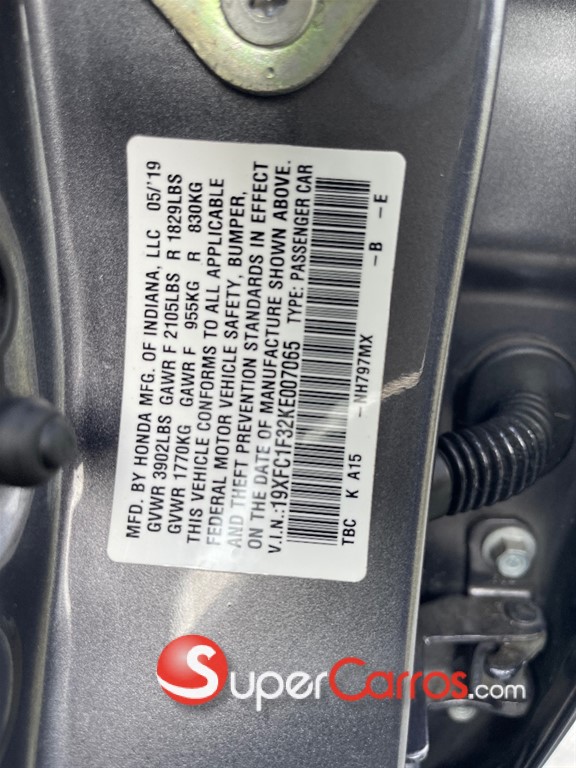 MFD. BY HONDA MFG. OF INDIANA, LLC 05/'19
GVWR 3902LBS GAWR F 2105LBS R 1829LBS
GVWR 1770KG GAWR F 955KG R 830KG
THIS VEHICLE CONFORMS TO ALL APPLICABLE
FEDERAL MOTOR VEHICLE SAFETY, BUMPER,
AND THEFT PREVENTION STANDARDS IN EFFECT
ON THE DATE OF MANUFACTURE SHOWN ABOVE.
V.I.N.:19XFC1F32KE007065 TYPE: PASSENGER CAR
TBC K A15 -NH797MX -B -E
SuperCarros.com